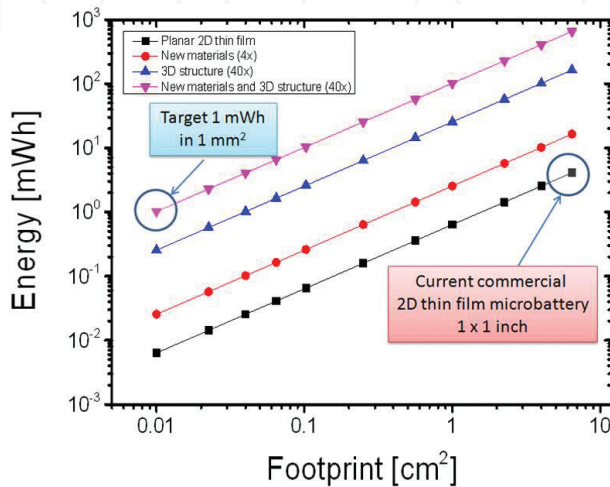 10³
10²
10¹
10⁰
10⁻¹
10⁻²
10⁻³
Energy [mWh]
Planar 2D thin film
New materials (4x)
3D structure (40x)
New materials and 3D structure (40x)
Target 1 mWh
in 1 mm²
Current commercial
2D thin film microbattery
1 x 1 inch
0.01
0.1
1
10
Footprint [cm²]